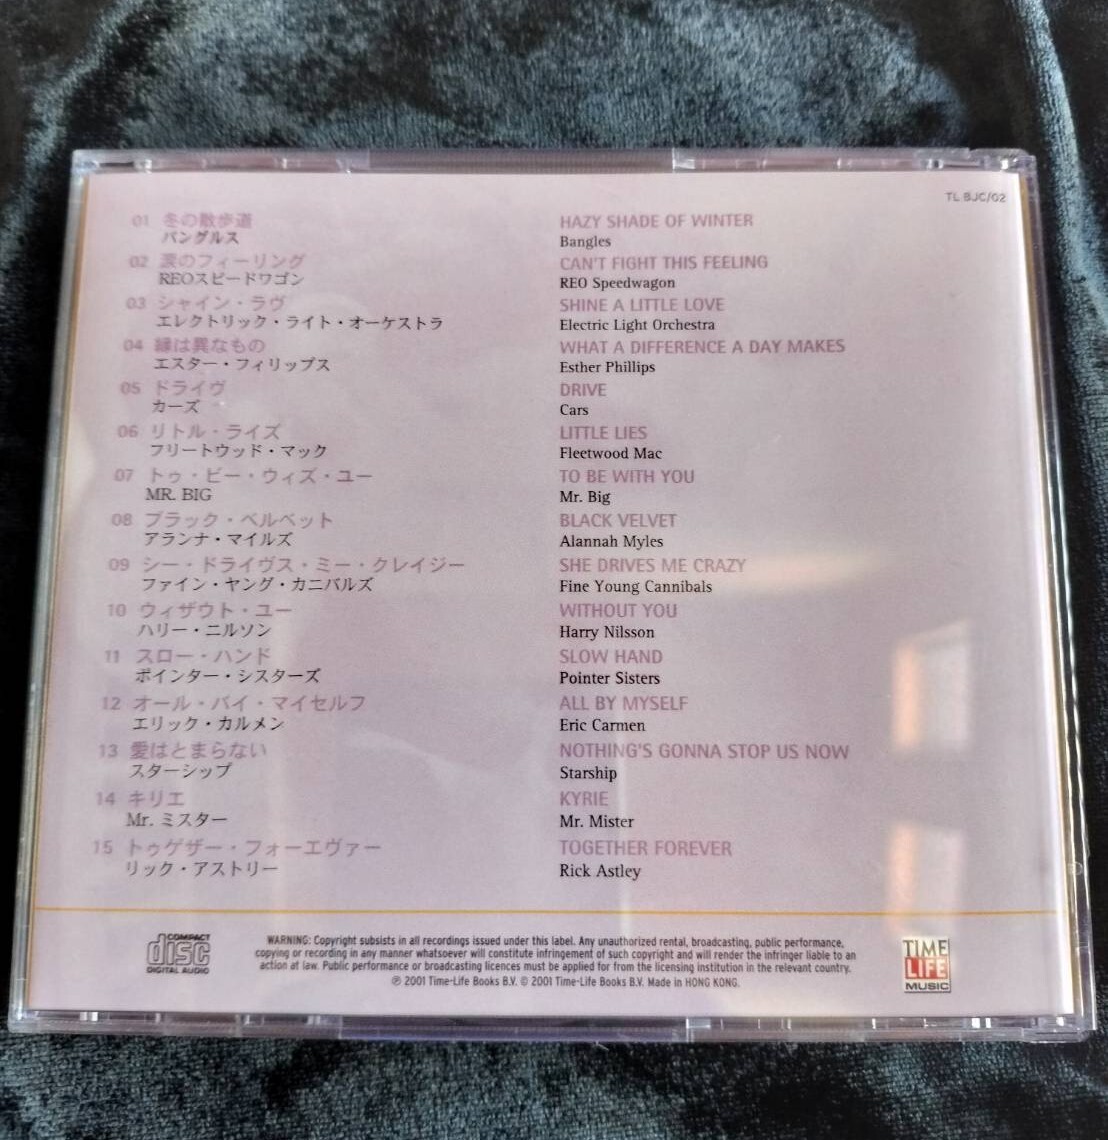 TL BJC/02
01 冬の散歩道 HAZY SHADE OF WINTER
バングルス Bangles
02 涙のフィーリング CAN'T FIGHT THIS FEELING
REOスピードワゴン REO Speedwagon
03 シャイン・ラヴ SHINE A LITTLE LOVE
エレクトリック・ライト・オーケストラ Electric Light Orchestra
04 縁は異なもの WHAT A DIFFERENCE A DAY MAKES
エスター・フィリップス Esther Phillips
05 ドライヴ DRIVE
カーズ Cars
06 リトル・ライズ LITTLE LIES
フリートウッド・マック Fleetwood Mac
07 トゥ・ビー・ウィズ・ユー TO BE WITH YOU
MR. BIG Mr. Big
08 ブラック・ベルベット BLACK VELVET
アランナ・マイルズ Alannah Myles
09 シー・ドライヴス・ミー・クレイジー SHE DRIVES ME CRAZY
ファイン・ヤング・カニバルズ Fine Young Cannibals
10 ウィザウト・ユー WITHOUT YOU
ハリー・ニルソン Harry Nilsson
11 スロー・ハンド SLOW HAND
ポインター・シスターズ Pointer Sisters
12 オール・バイ・マイセルフ ALL BY MYSELF
エリック・カルメン Eric Carmen
13 愛はとまらない NOTHING'S GONNA STOP US NOW
スターシップ Starship
14 キリエ KYRIE
Mr. ミスター Mr. Mister
15 トゥゲザー・フォーエヴァー TOGETHER FOREVER
リック・アストリー Rick Astley
COMPACT
disc
DIGITAL AUDIO
WARNING: Copyright subsists in all recordings issued under this label. Any unauthorized rental, broadcasting, public performance,
copying or recording in any manner whatsoever will constitute infringement of such copyright and will render the infringer liable to an
action at law. Public performance or broadcasting licences must be applied for from the licensing institution in the relevant country.
℗ 2001 Time-Life Books B.V. © 2001 Time-Life Books B.V. Made in HONG KONG.
TIME
LIFE
MUSIC